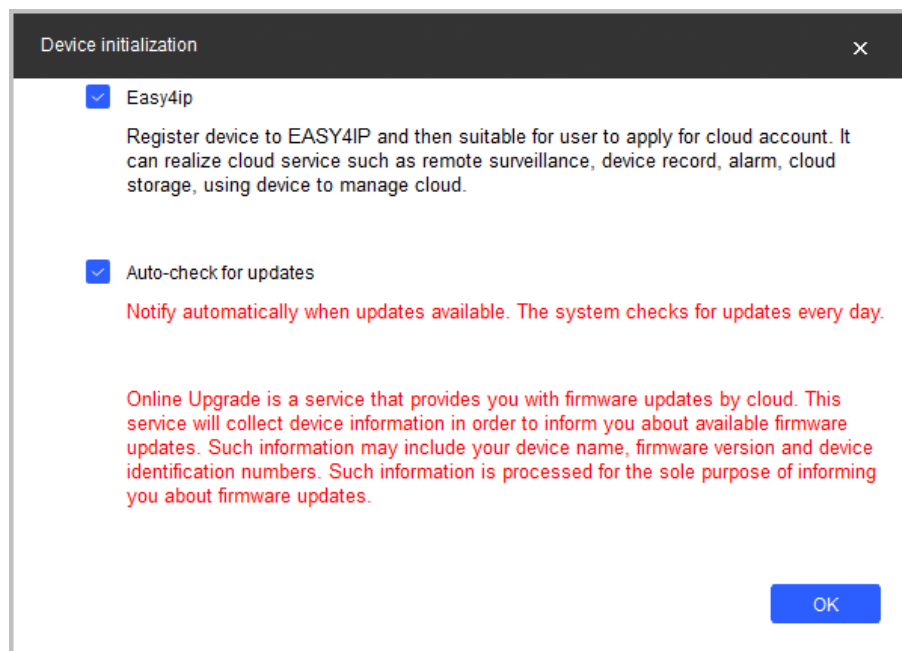 Device initialization
Easy4ip
Register device to EASY4IP and then suitable for user to apply for cloud account. It
can realize cloud service such as remote surveillance, device record, alarm, cloud
storage, using device to manage cloud.
Auto-check for updates
Notify automatically when updates available. The system checks for updates every day.
Online Upgrade is a service that provides you with firmware updates by cloud. This
service will collect device information in order to inform you about available firmware
updates. Such information may include your device name, firmware version and device
identification numbers. Such information is processed for the sole purpose of informing
you about firmware updates.
OK